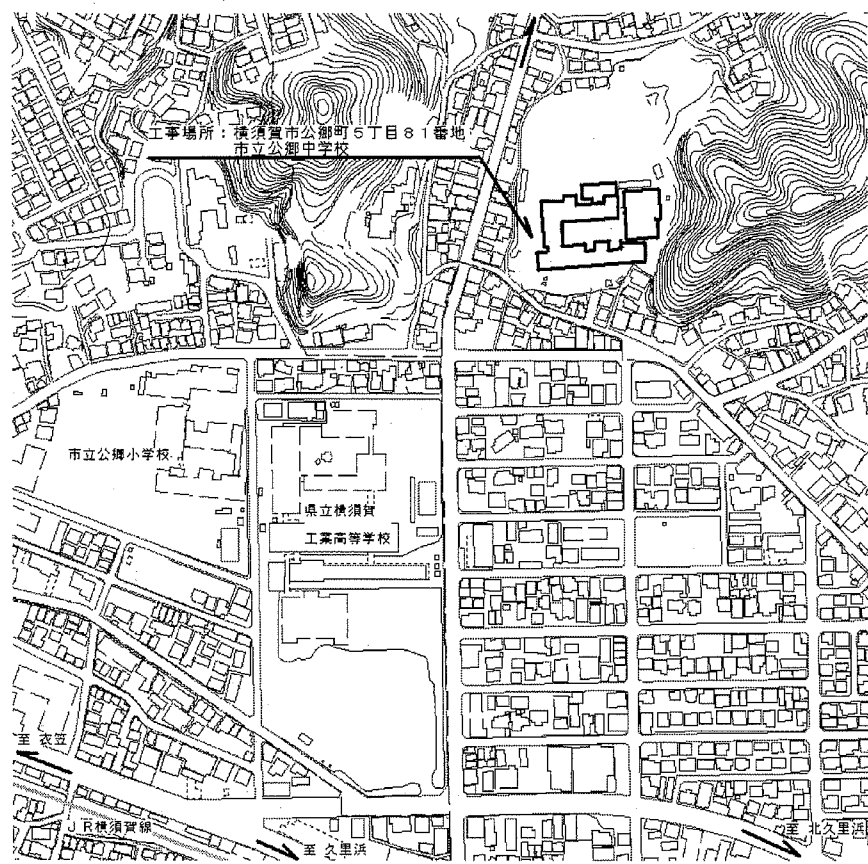 工事場所：横須賀市公郷町5丁目81番地
市立公郷中学校
市立公郷小学校
県立横須賀
工業高等学校
至 衣笠
JR横須賀線
至 久里浜
至 北久里浜